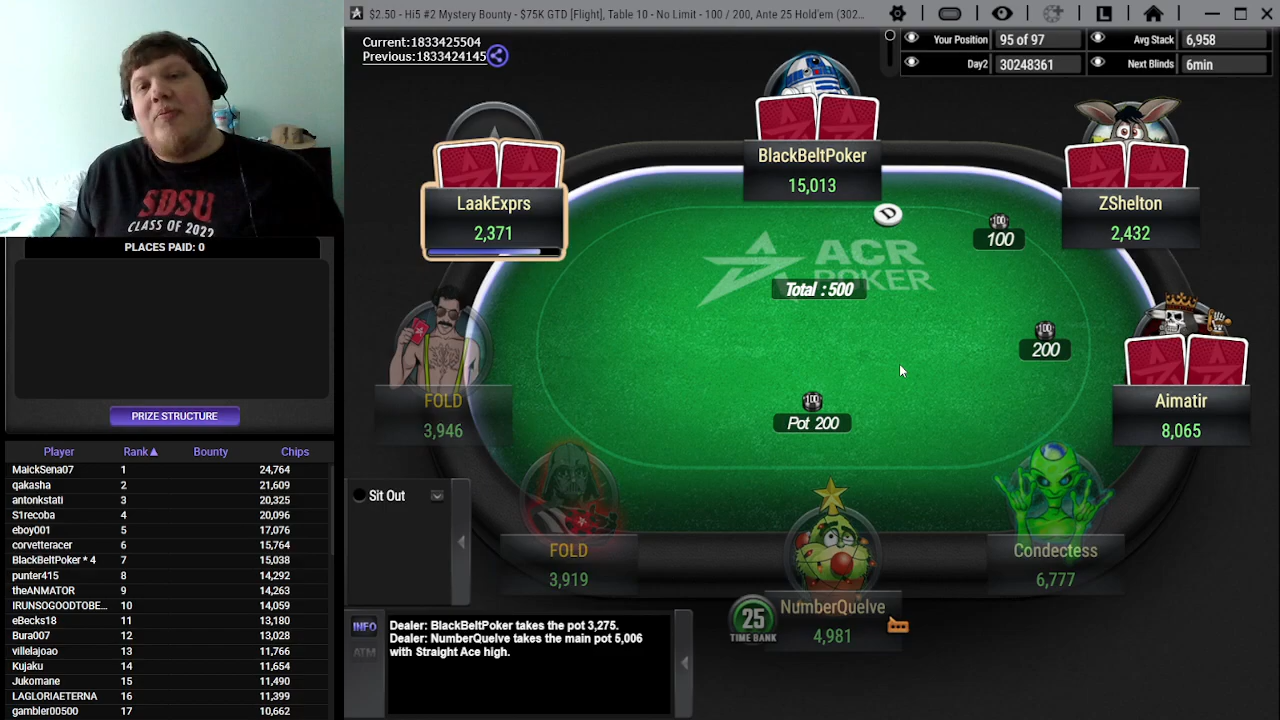 $2.50 - Hi5 #2 Mystery Bounty - $75K GTD [Flight], Table 10 - No Limit - 100 / 200, Ante 25 Hold'em (302...
Current:1833425504
Previous:1833424145
Your Position 95 of 97 Avg Stack 6,958
Day2 30248361 Next Blinds 6min
SDSU
CLASS OF 2022
PLACES PAID: 0
PRIZE STRUCTURE
Player Rank▲ Bounty Chips
MaickSena07 1 24,764
qakasha 2 21,609
antonkstati 3 20,325
S1recoba 4 20,096
eboy001 5 17,076
corvetteracer 6 15,764
BlackBeltPoker * 4 7 15,038
punter415 8 14,292
theANMATOR 9 14,263
IRUNSOGOODTOBE... 10 14,059
eBecks18 11 13,180
Bura007 12 13,028
villelajoao 13 11,766
Kujaku 14 11,654
Jukomane 15 11,490
LAGLORIAETERNA 16 11,399
gambler00500 17 10,662
BlackBeltPoker
15,013
LaakExprs
2,371
ZShelton
2,432
D
100
100
ACR
POKER
Total : 500
100
200
Aimatir
8,065
FOLD
3,946
100
Pot 200
Sit Out
FOLD
3,919
Condectess
6,777
NumberQuelve
4,981
25
TIME BANK
INFO
ATM
Dealer: BlackBeltPoker takes the pot 3,275.
Dealer: NumberQuelve takes the main pot 5,006
with Straight Ace high.